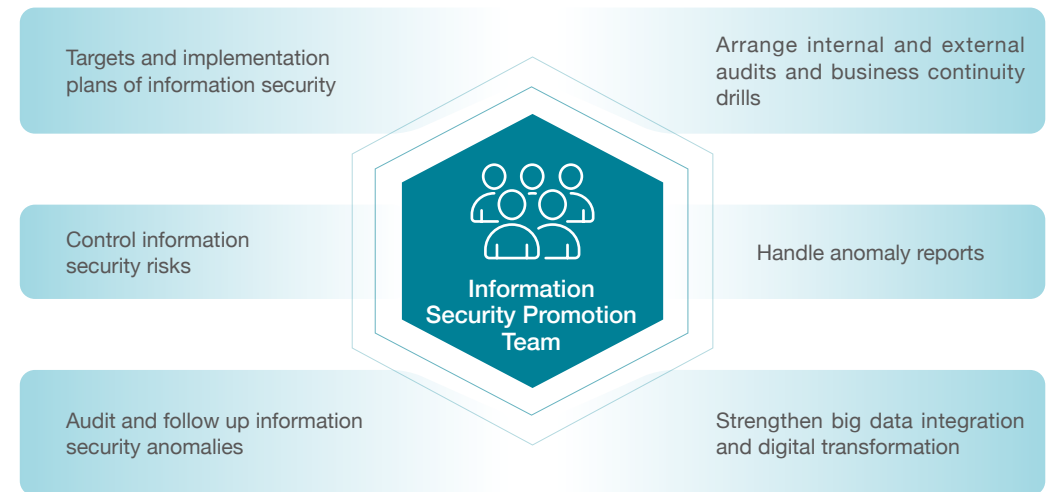 Targets and implementation
plans of information security
Arrange internal and external
audits and business continuity
drills
Control information
security risks
Information
Security Promotion
Team
Handle anomaly reports
Audit and follow up information
security anomalies
Strengthen big data integration
and digital transformation